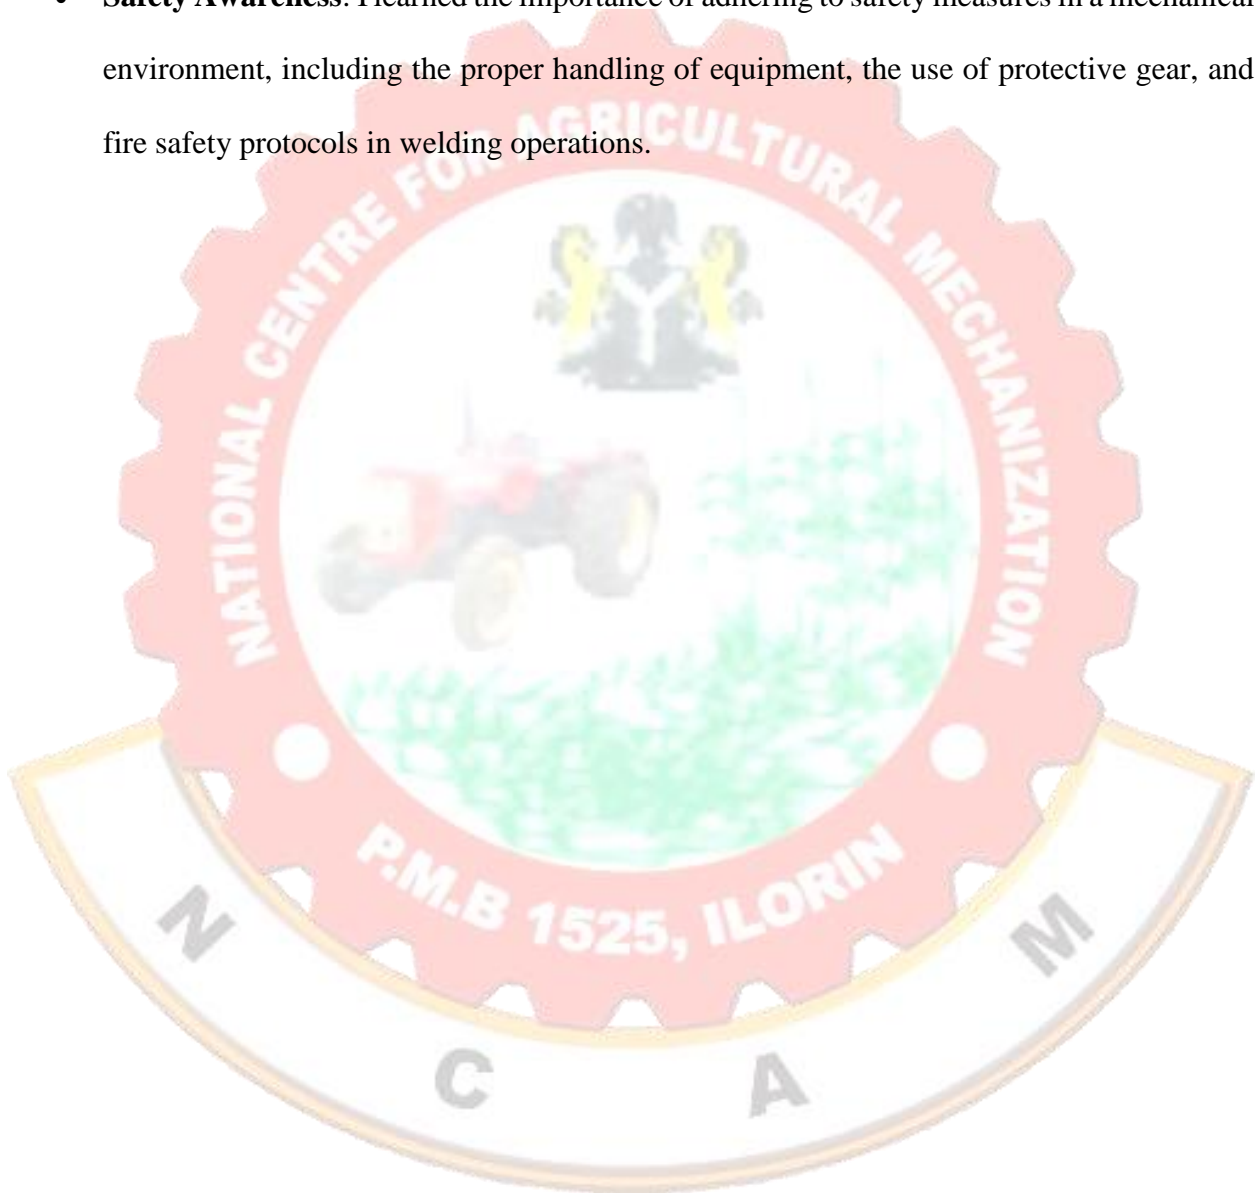 • Safety Awareness: I learned the importance of adhering to safety measures in a mechanical
environment, including the proper handling of equipment, the use of protective gear, and
fire safety protocols in welding operations.
NATIONAL CENTRE FOR AGRICULTURAL MECHANIZATION
P.M.B 1525, ILORIN
N C A M